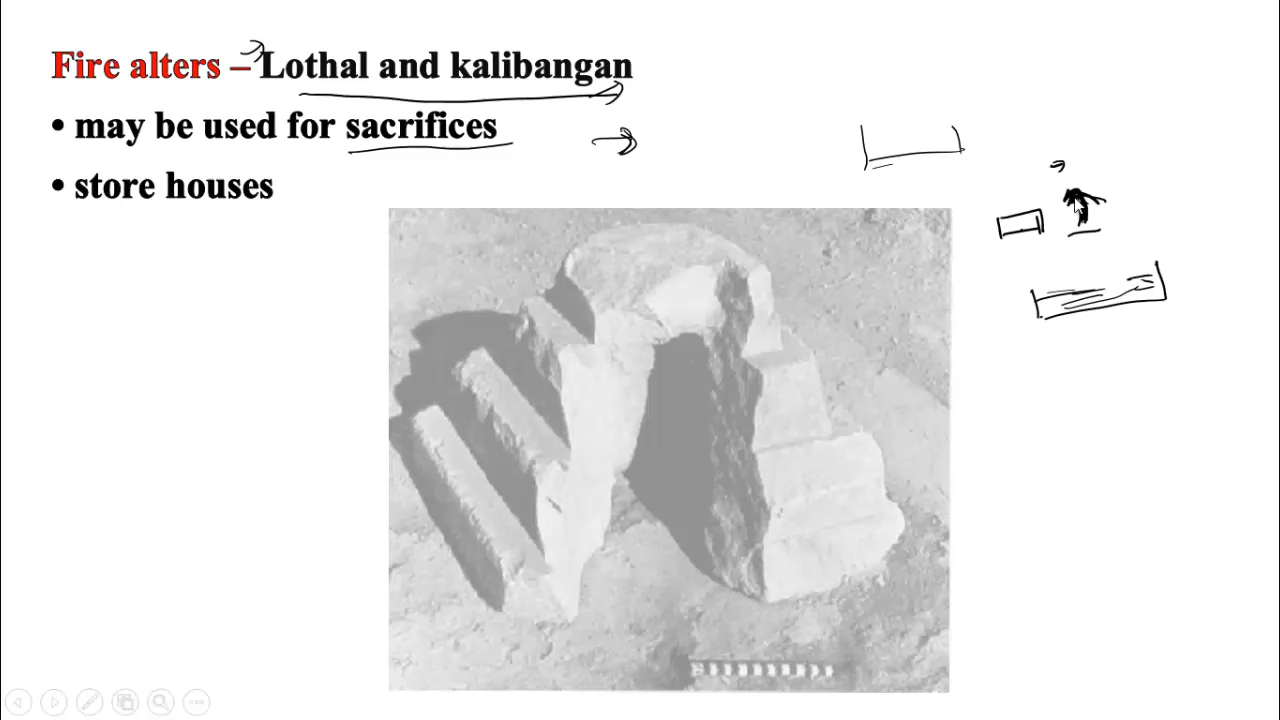 Fire alters – Lothal and kalibangan
• may be used for sacrifices
• store houses